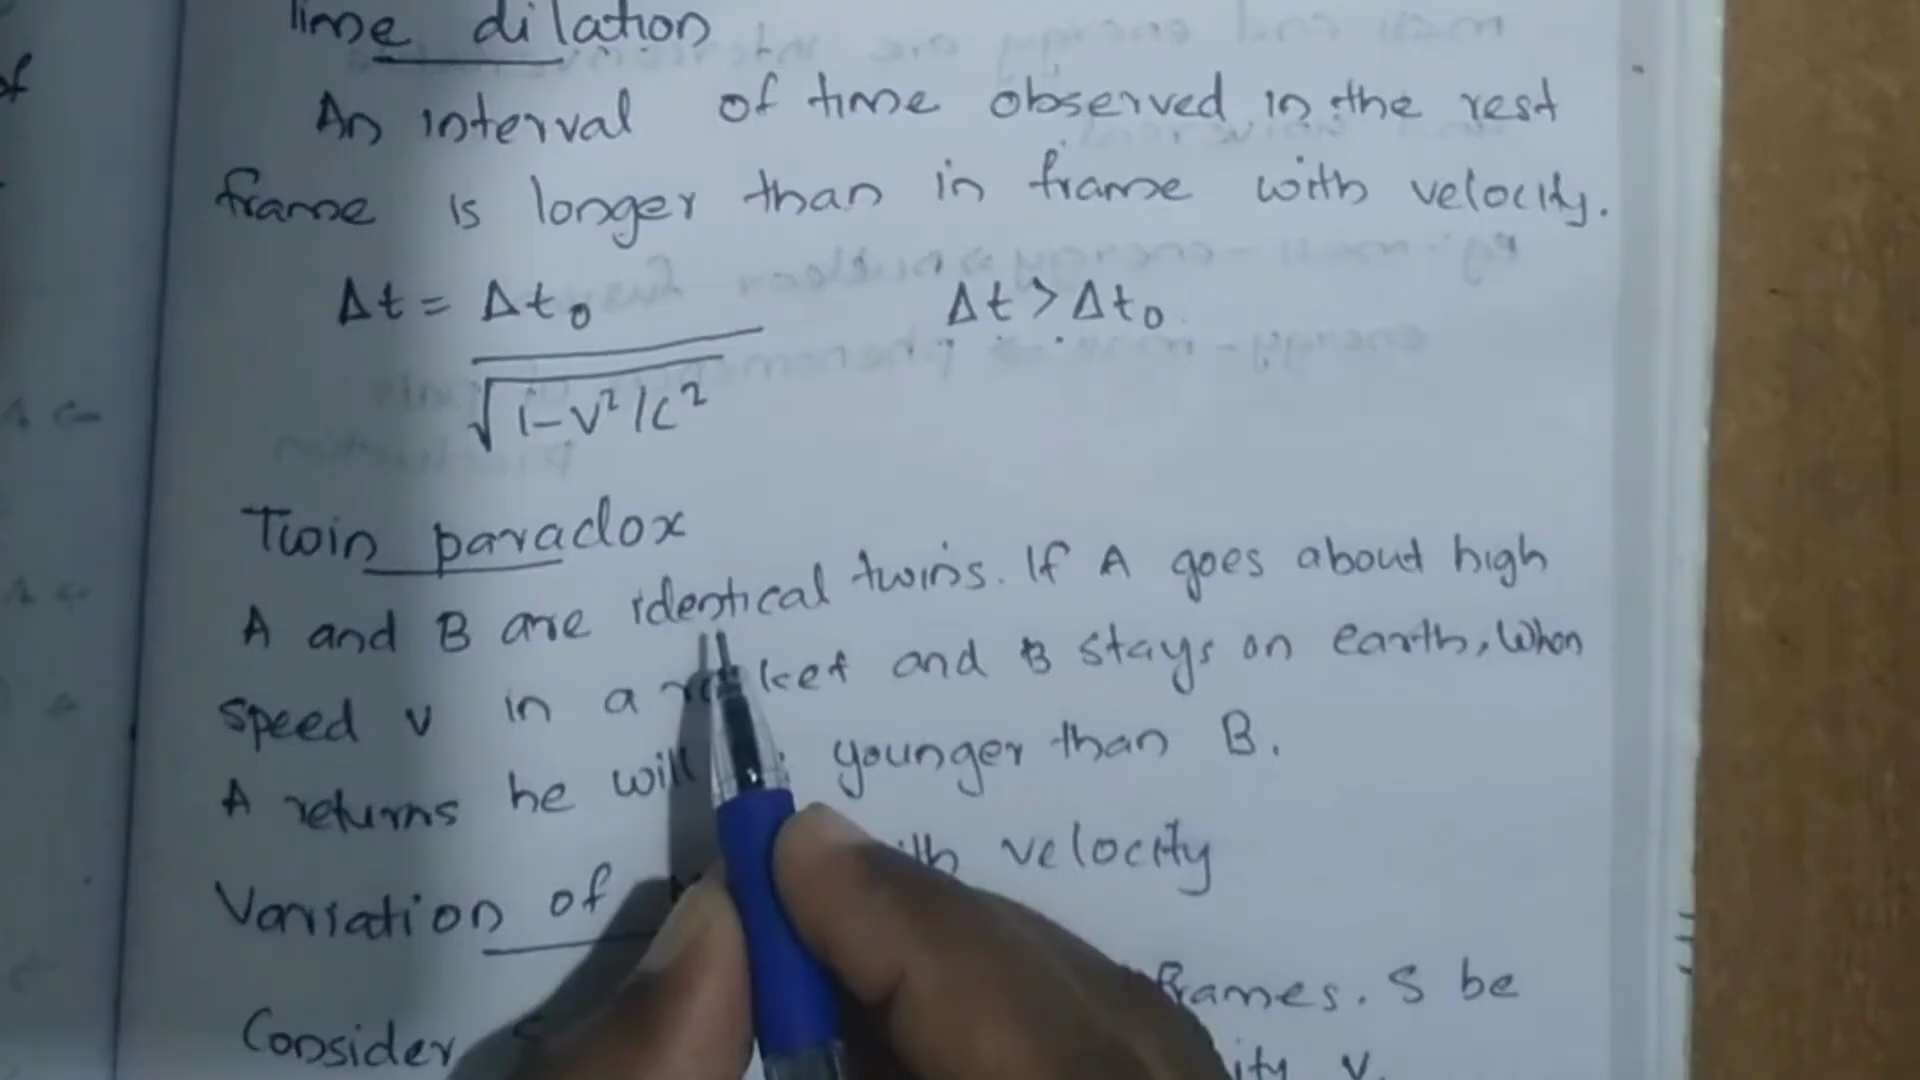 Time dilation
of
An interval of time observed in the rest
frame is longer than in frame with velocity.
Δt = Δt₀ Δt > Δt₀
√1-v²/c²
Twin paradox
A and B are identical twins. If A goes about high
speed v in a and B stays on earth, When
A returns he will younger than B.
Variation of velocity
Consider frames. S be
v.